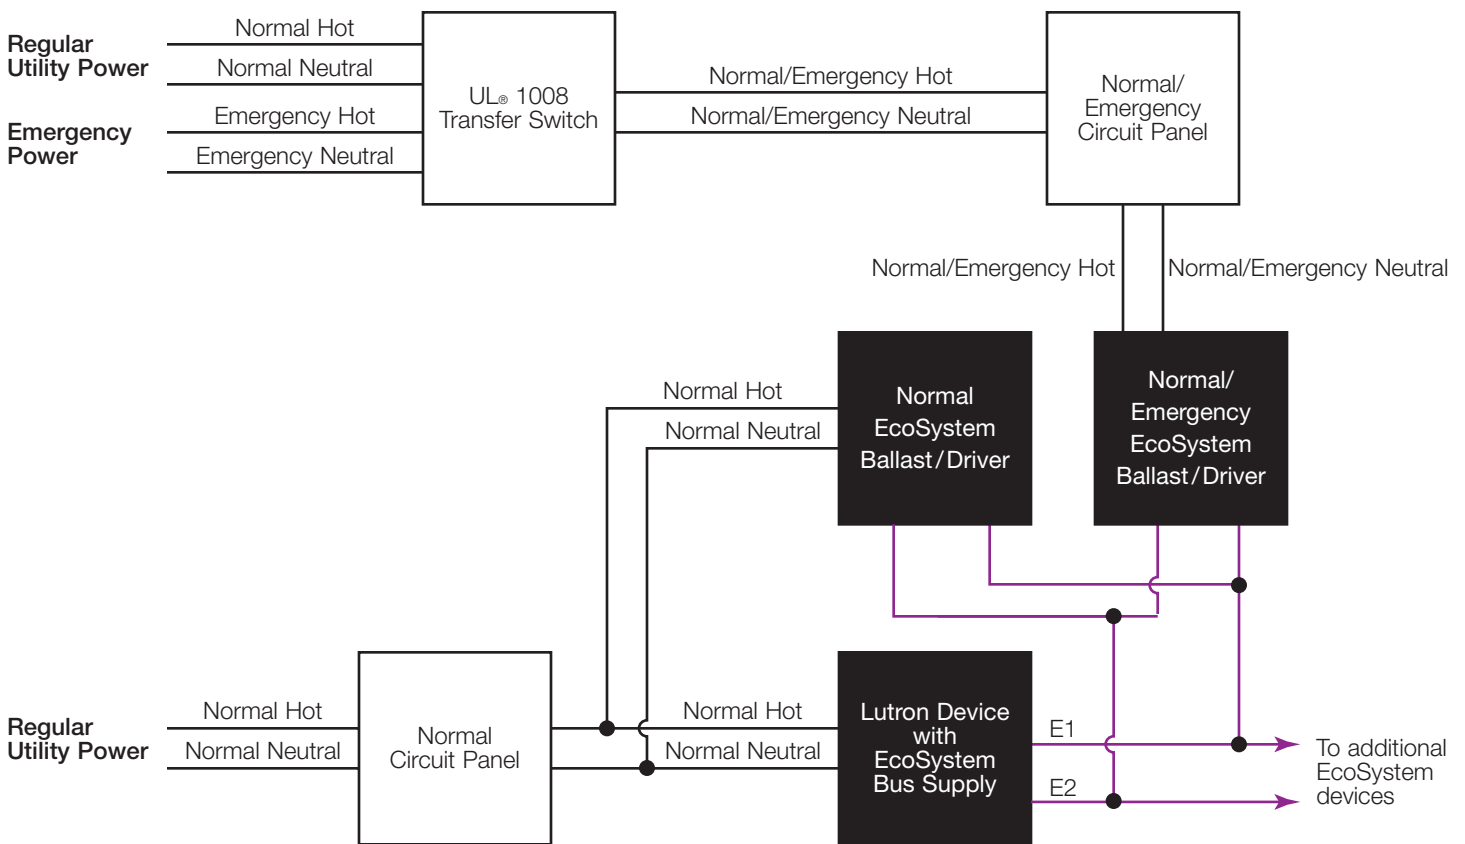 Regular
Utility Power
Normal Hot
Normal Neutral
Emergency
Power
Emergency Hot
Emergency Neutral
UL® 1008
Transfer Switch
Normal/Emergency Hot
Normal/Emergency Neutral
Normal/
Emergency
Circuit Panel
Normal/Emergency Hot
Normal/Emergency Neutral
Normal Hot
Normal Neutral
Normal
EcoSystem
Ballast/Driver
Normal/
Emergency
EcoSystem
Ballast/Driver
Regular
Utility Power
Normal Hot
Normal Neutral
Normal
Circuit Panel
Normal Hot
Normal Neutral
Lutron Device
with
EcoSystem
Bus Supply
E1
E2
To additional
EcoSystem
devices